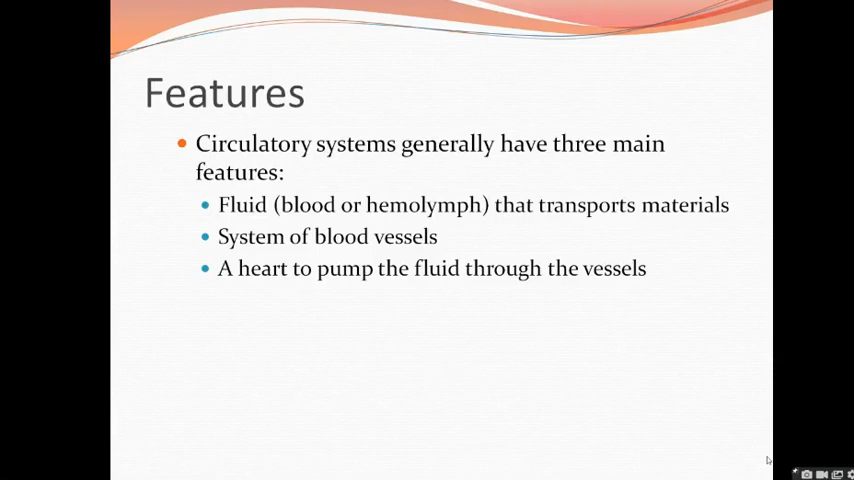 Features
Circulatory systems generally have three main
features:
Fluid (blood or hemolymph) that transports materials
System of blood vessels
A heart to pump the fluid through the vessels